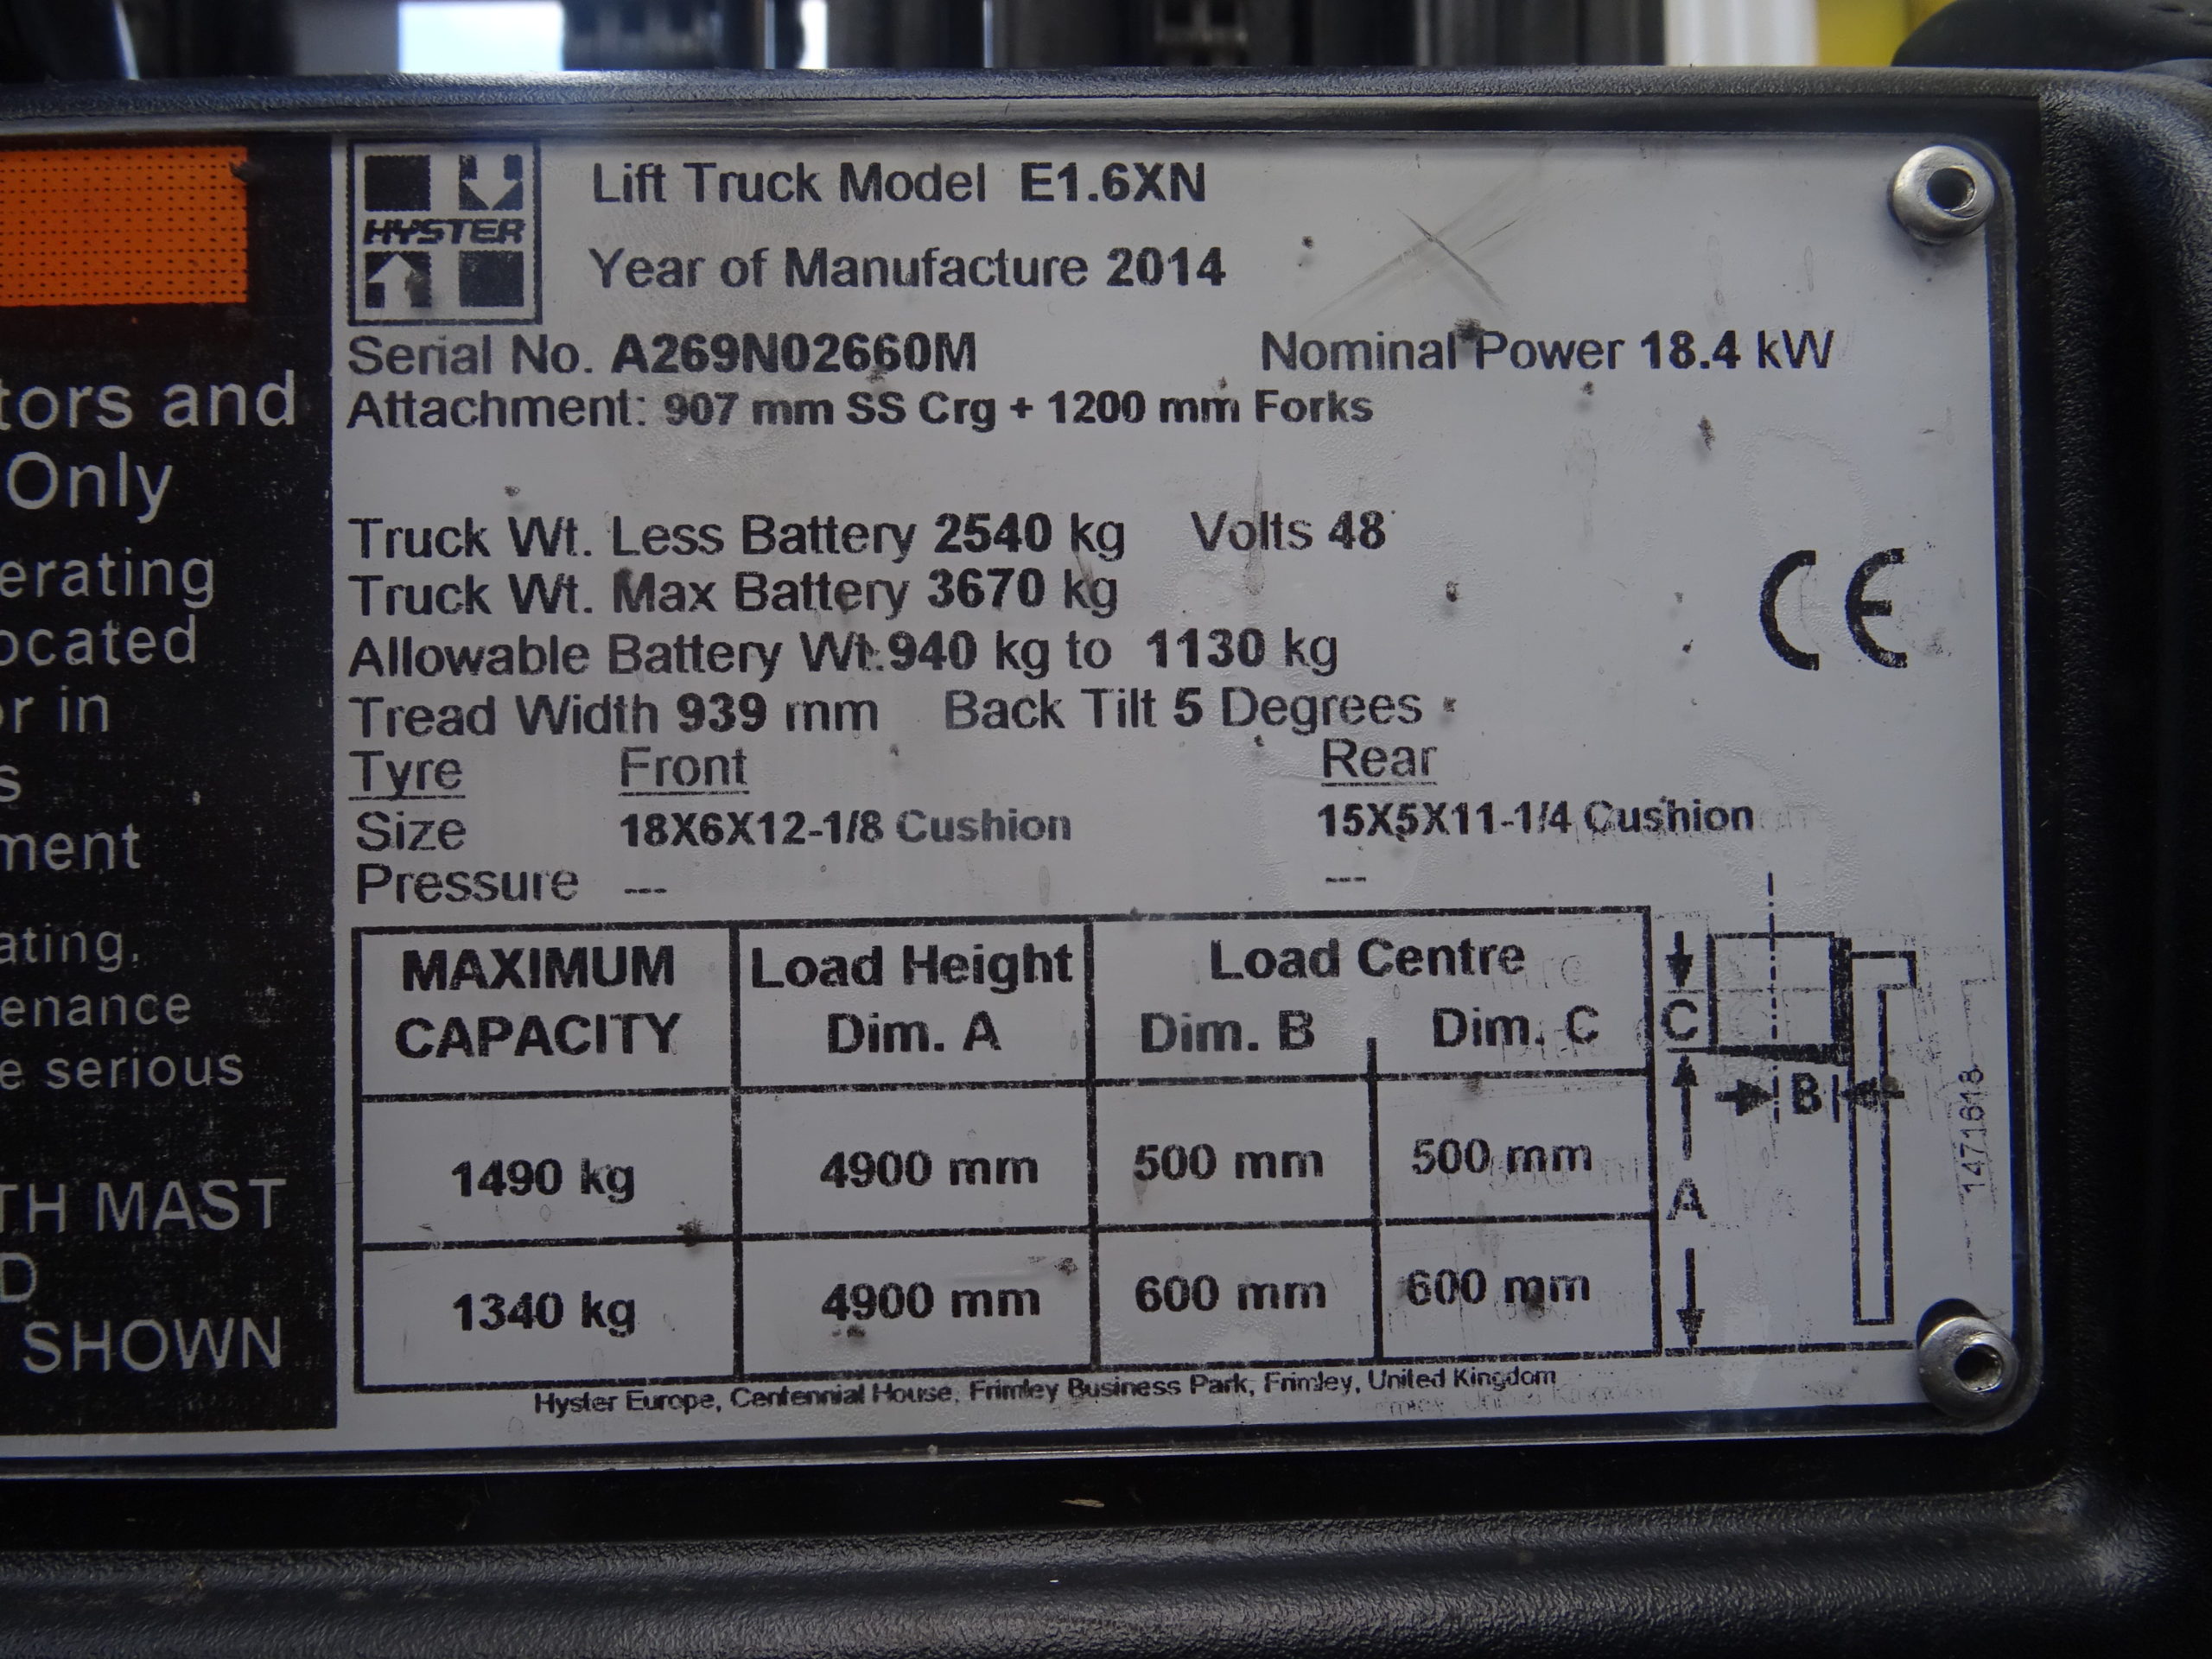 tors and
Only
erating
ocated
or in
s
ment
ating,
enance
e serious
TH MAST
D
SHOWN
HYSTER
Lift Truck Model E1.6XN
Year of Manufacture 2014
Serial No. A269N02660M Nominal Power 18.4 kW
Attachment: 907 mm SS Crg + 1200 mm Forks
Truck Wt. Less Battery 2540 kg Volts 48
Truck Wt. Max Battery 3670 kg
CE
Allowable Battery Wt. 940 kg to 1130 kg
Tread Width 939 mm Back Tilt 5 Degrees
Tyre Front Rear
Size 18X6X12-1/8 Cushion 15X5X11-1/4 Cushion
Pressure --- ---
MAXIMUM CAPACITY Load Height Dim. A Load Centre Dim. B Dim. C
1490 kg 4900 mm 500 mm 500 mm
1340 kg 4900 mm 600 mm 600 mm
C
B
A
1471618
Hyster Europe, Centennial House, Frimley Business Park, Frimley, United Kingdom